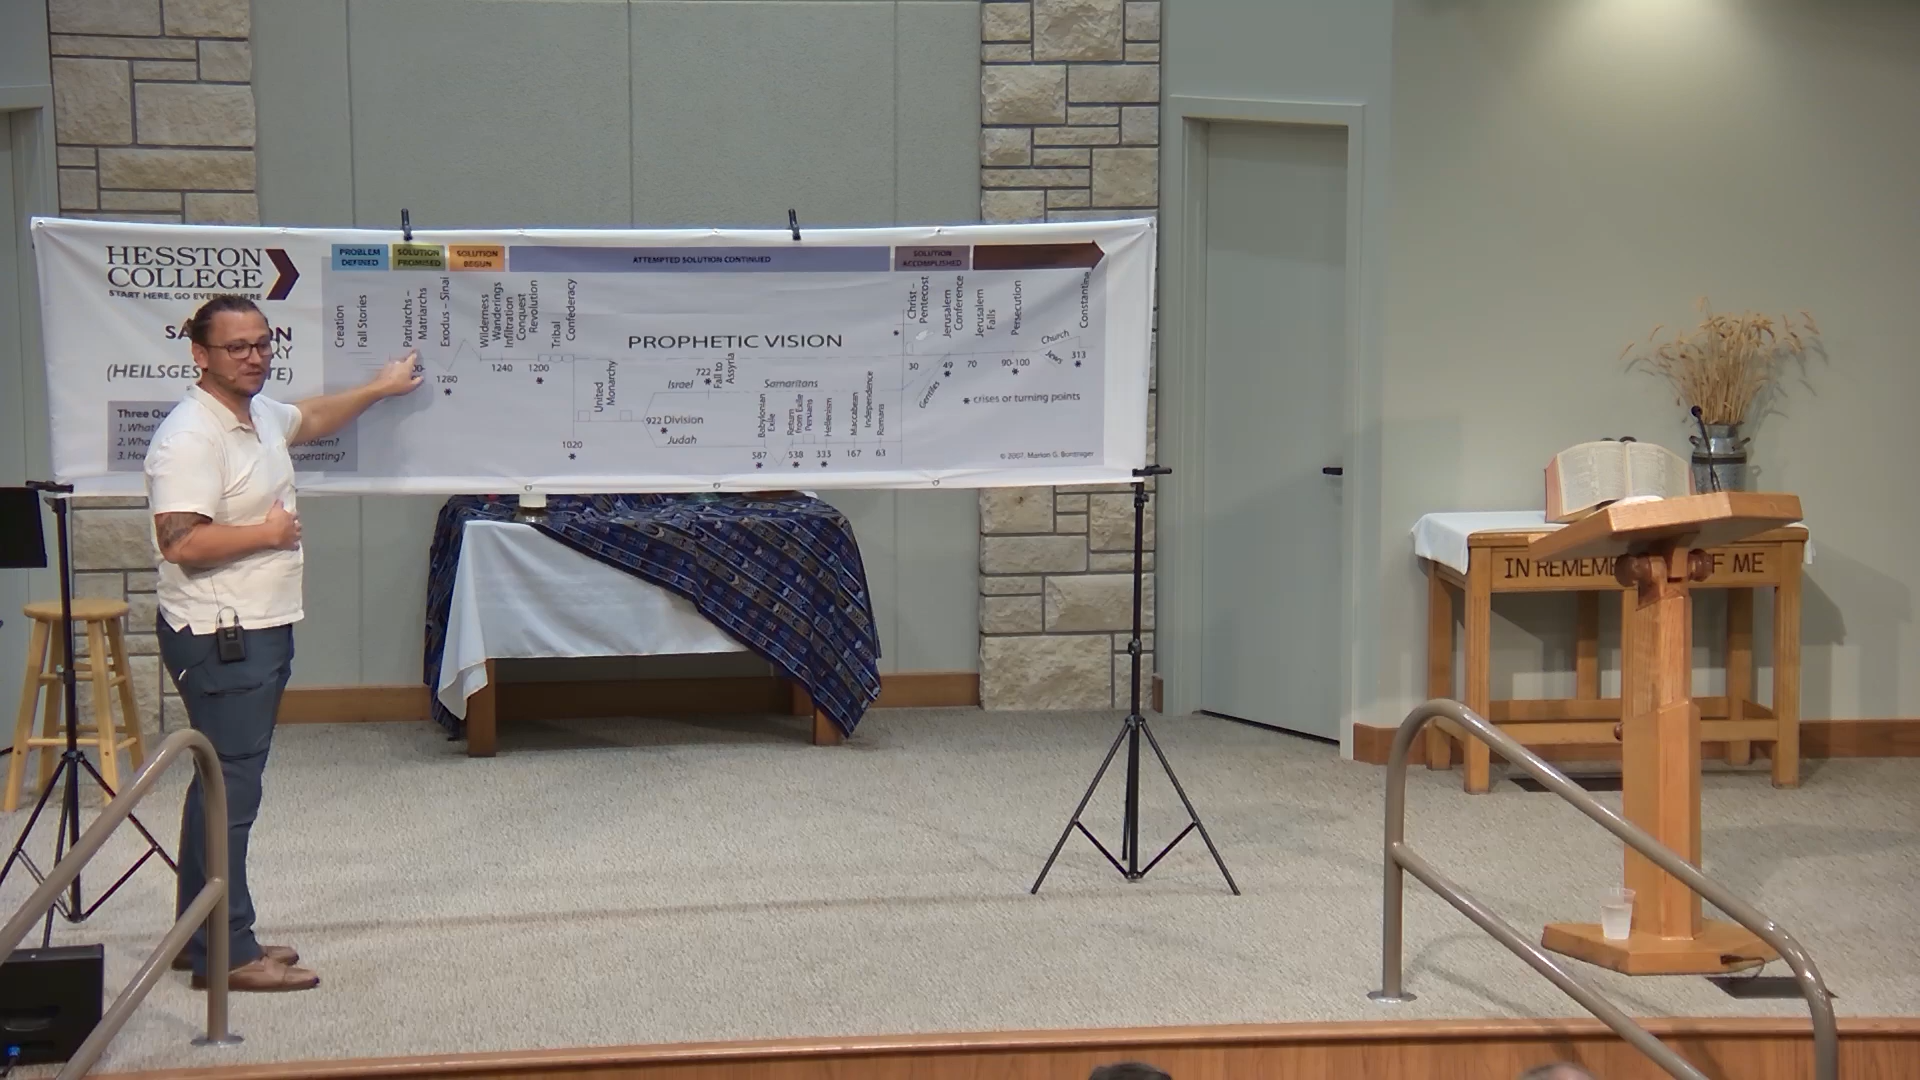 HESSTON
COLLEGE
START HERE, GO EVERYWHERE
(HEILSGES
TE)
Three Qu
1. What
2. Wha
problem?
3. How
operating?
PROBLEM
DEFINED
SOLUTION
PROMISED
SOLUTION
BEGUN
ATTEMPTED SOLUTION CONTINUED
SOLUTION
ACCOMPLISHED
Creation
Fall Stories
Patriarchs –
Matriarchs
Exodus – Sinai
Wilderness
Wanderings
Infiltration
Conquest
Revolution
Tribal
Confederacy
1280
1240
1200
1020
United
Monarchy
PROPHETIC VISION
922 Division
Israel
Judah
722
Fall to
Assyria
Samaritans
Babylonian
Exile
Return
from Exile
Persians
Hellenism
Maccabean
Independence
Romans
587
538
333
167
63
Christ –
Pentecost
Jerusalem
Conference
Jerusalem
Falls
Persecution
Constantine
30
49
70
90-100
313
Gentiles
Church
Jews
* crises or turning points
© 2007, Marion G. Bontrager
IN REMEM
F ME